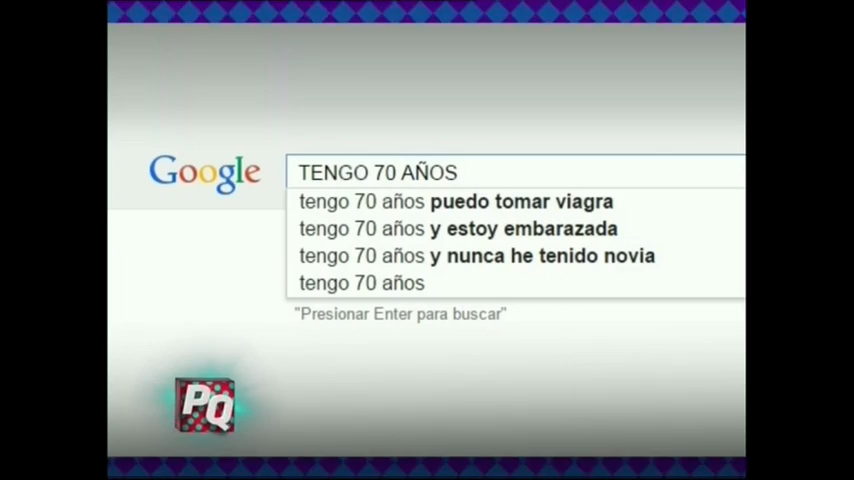 Google
TENGO 70 AÑOS
tengo 70 años puedo tomar viagra
tengo 70 años y estoy embarazada
tengo 70 años y nunca he tenido novia
tengo 70 años
"Presionar Enter para buscar"
PQ